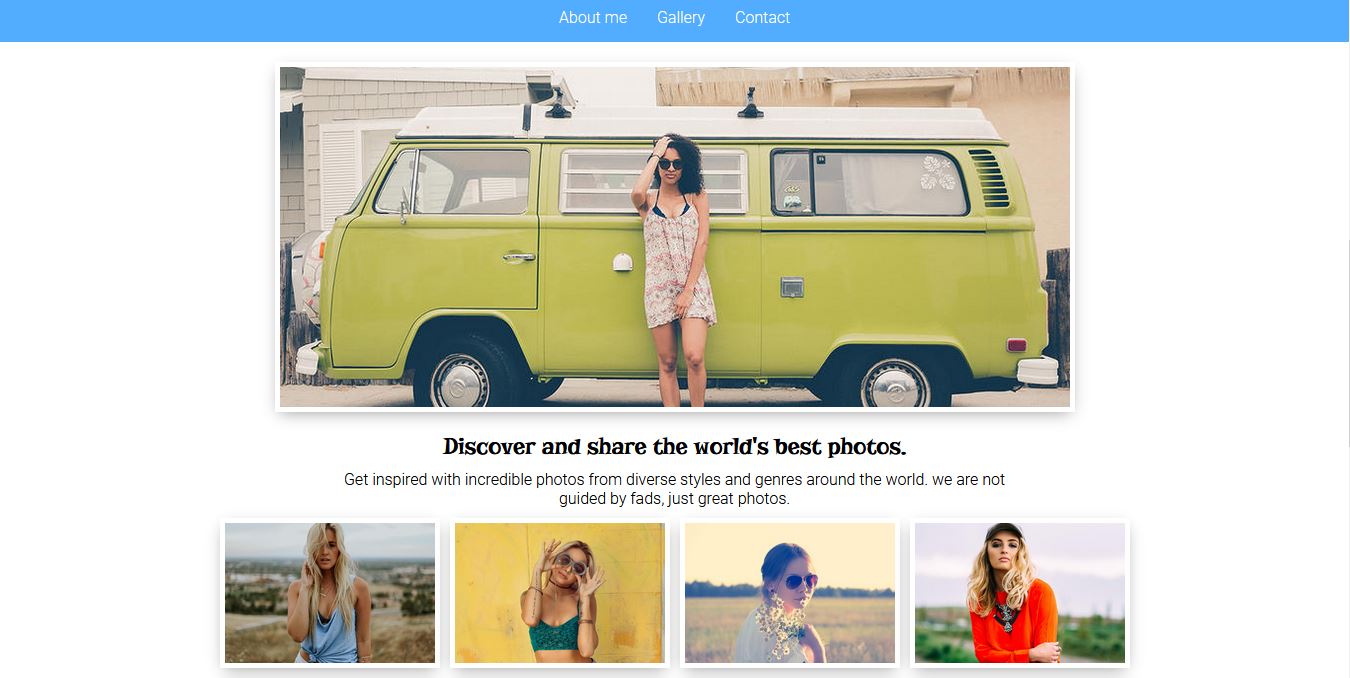 About me Gallery Contact
Discover and share the world's best photos.
Get inspired with incredible photos from diverse styles and genres around the world. we are not
guided by fads, just great photos.